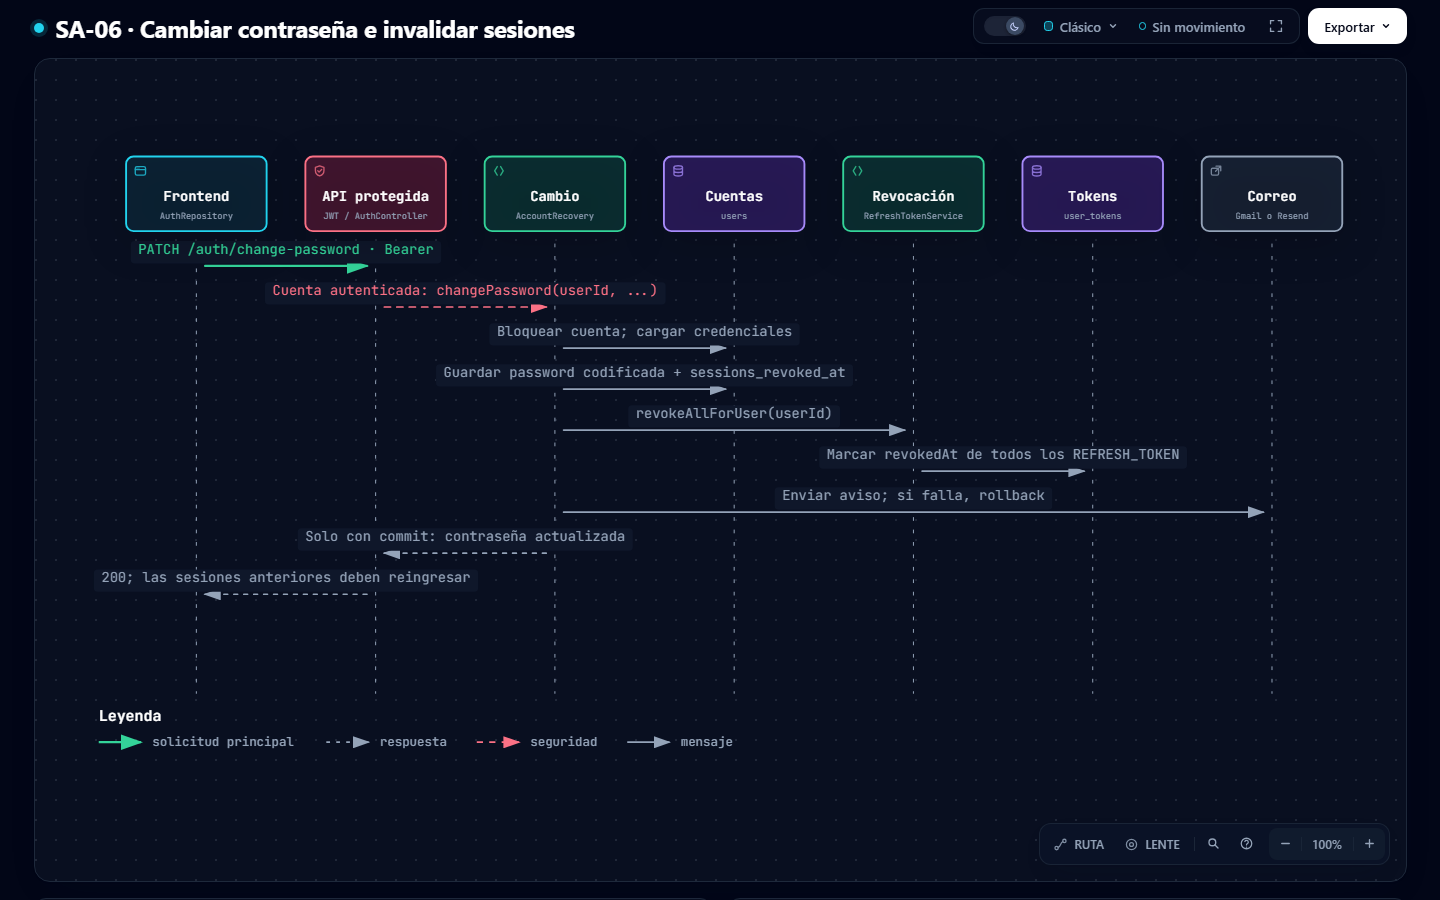 SA-06 · Cambiar contraseña e invalidar sesiones
Clásico
Sin movimiento
Exportar
Frontend
AuthRepository
API protegida
JWT / AuthController
Cambio
AccountRecovery
Cuentas
users
Revocación
RefreshTokenService
Tokens
user_tokens
Correo
Gmail o Resend
PATCH /auth/change-password · Bearer
Cuenta autenticada: changePassword(userId, ...)
Bloquear cuenta; cargar credenciales
Guardar password codificada + sessions_revoked_at
revokeAllForUser(userId)
Marcar revokedAt de todos los REFRESH_TOKEN
Enviar aviso; si falla, rollback
Solo con commit: contraseña actualizada
200; las sesiones anteriores deben reingresar
Leyenda
solicitud principal
respuesta
seguridad
mensaje
RUTA
LENTE
100%